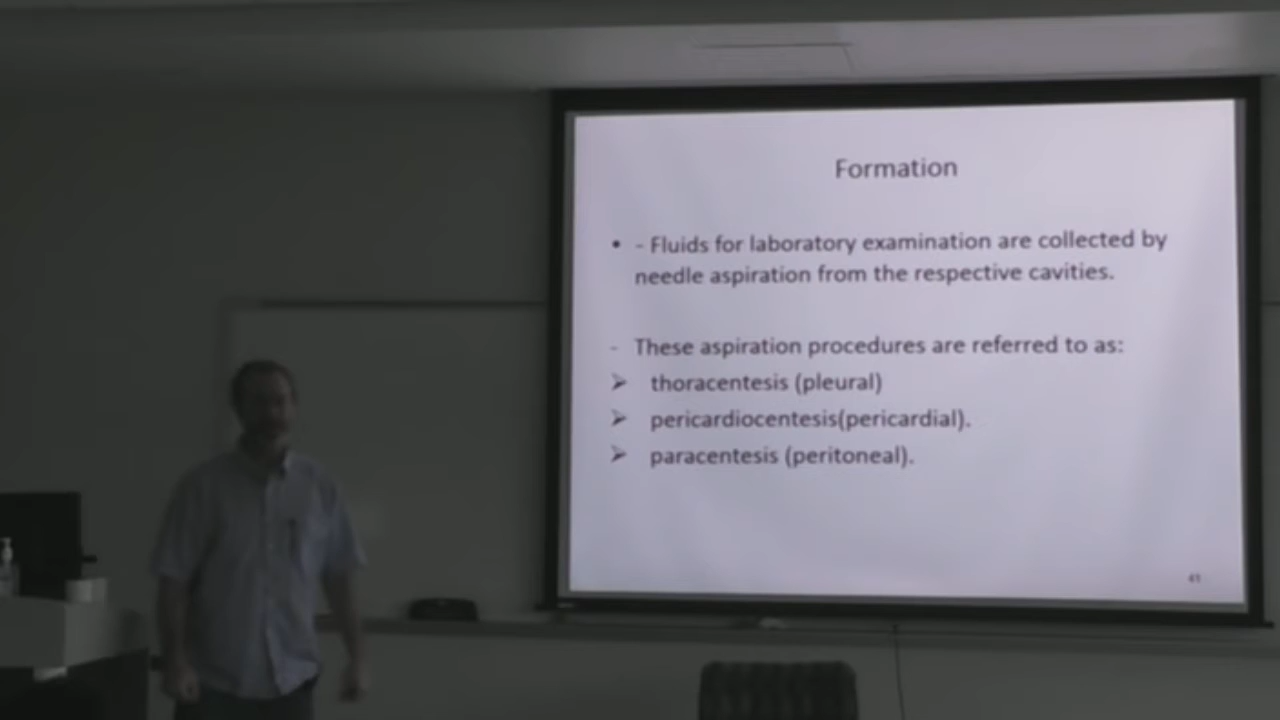 Formation
• - Fluids for laboratory examination are collected by
needle aspiration from the respective cavities.
- These aspiration procedures are referred to as:
➢ thoracentesis (pleural)
➢ pericardiocentesis(pericardial).
➢ paracentesis (peritoneal).
41